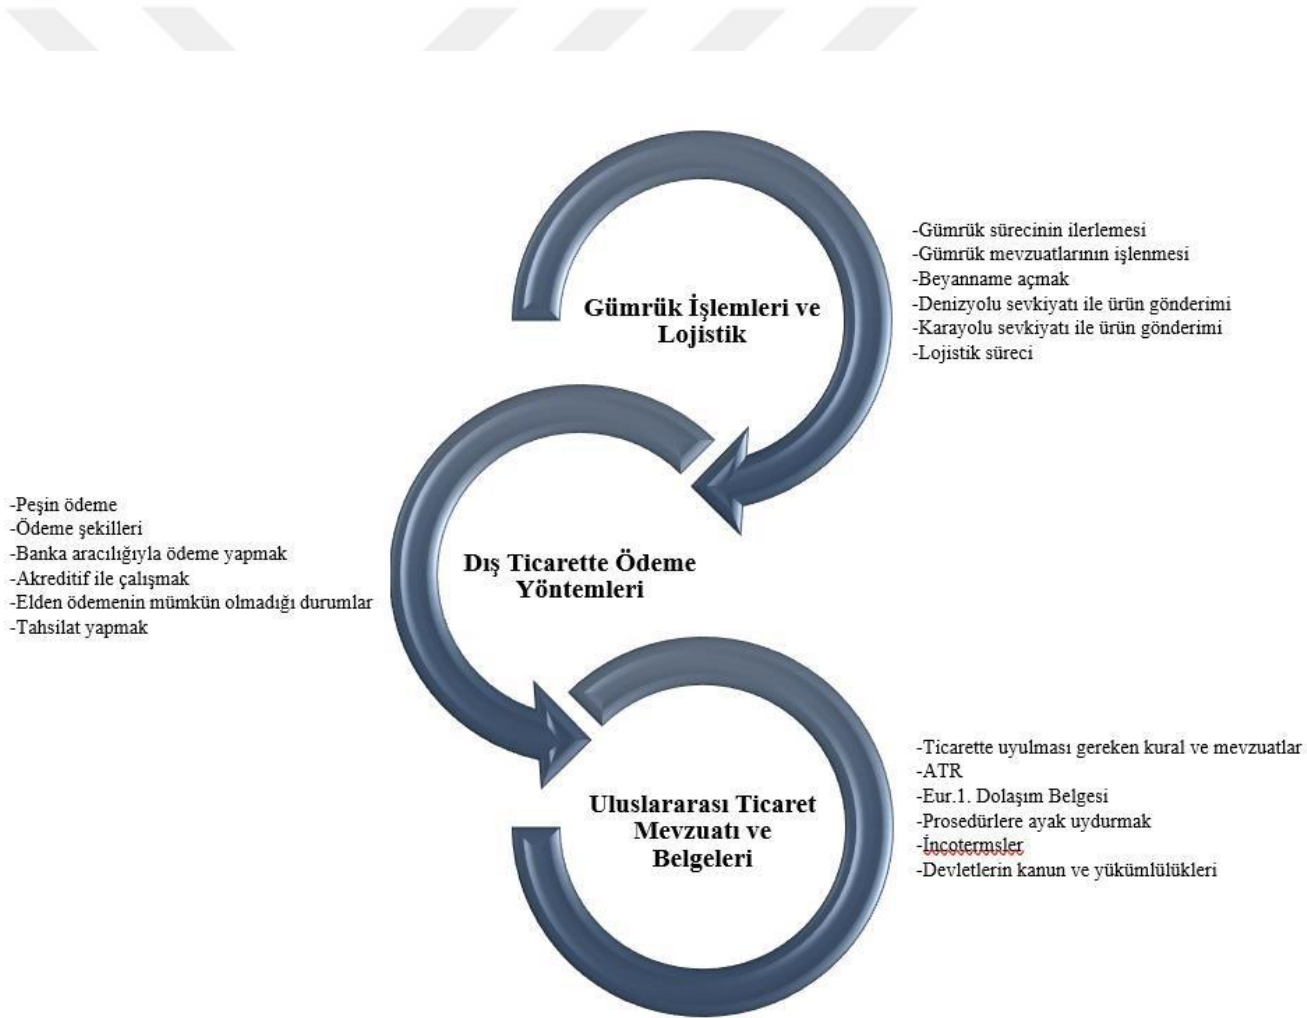 Gümrük İşlemleri ve
Lojistik
-Gümrük sürecinin ilerlemesi
-Gümrük mevzuatlarının işlenmesi
-Beyanname açmak
-Denizyolu sevkiyatı ile ürün gönderimi
-Karayolu sevkiyatı ile ürün gönderimi
-Lojistik süreci
Dış Ticarette Ödeme
Yöntemleri
-Peşin ödeme
-Ödeme şekilleri
-Banka aracılığıyla ödeme yapmak
-Akreditif ile çalışmak
-Elden ödemenin mümkün olmadığı durumlar
-Tahsilat yapmak
Uluslararası Ticaret
Mevzuatı ve
Belgeleri
-Ticarette uyulması gereken kural ve mevzuatlar
-ATR
-Eur.1. Dolaşım Belgesi
-Prosedürlere ayak uydurmak
-İncotermsler
-Devletlerin kanun ve yükümlülükleri